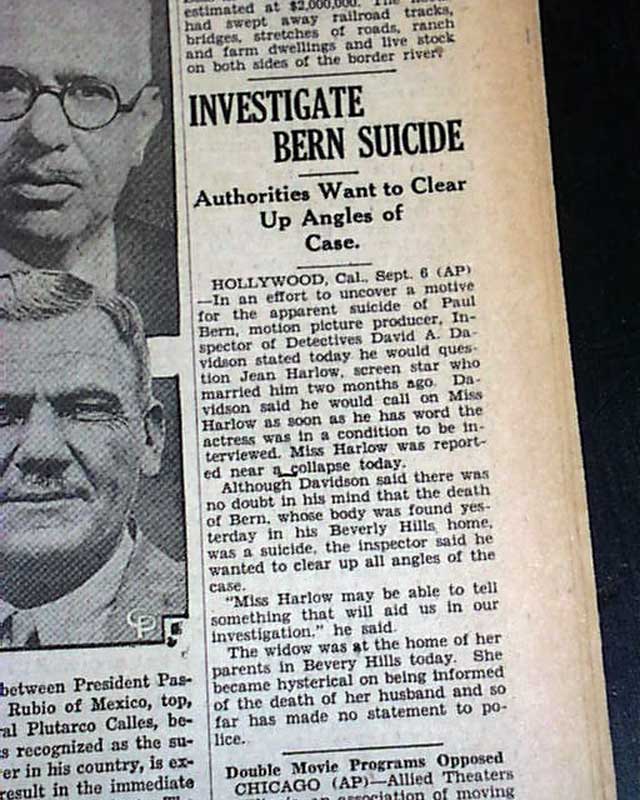 estimated at $2,000,000. The
had swept away railroad tracks,
bridges, stretches of roads, ranch
and farm dwellings and live stock
on both sides of the border river.
INVESTIGATE
BERN SUICIDE
Authorities Want to Clear
Up Angles of
Case.
HOLLYWOOD, Cal., Sept. 6 (AP)
—In an effort to uncover a motive
for the apparent suicide of Paul
Bern, motion picture producer, In-
spector of Detectives David A. Da-
vidson stated today he would ques-
tion Jean Harlow, screen star who
married him two months ago. Da-
vidson said he would call on Miss
Harlow as soon as he has word the
actress was in a condition to be in-
terviewed. Miss Harlow was report-
ed near a collapse today.
Although Davidson said there was
no doubt in his mind that the death
of Bern, whose body was found yes-
terday in his Beverly Hills home,
was a suicide, the inspector said he
wanted to clear up all angles of the
case.
"Miss Harlow may be able to tell
something that will aid us in our
investigation." he said.
The widow was at the home of her
parents in Bevery Hills today. She
became hysterical on being informed
of the death of her husband and so
far has made no statement to po-
lice.
Double Movie Programs Opposed
CHICAGO (AP)—Allied Theaters
association of moving
CP
between President Pas-
Rubio of Mexico, top,
ral Plutarco Calles, be-
s recognized as the su-
er in his country, is ex-
result in the immediate